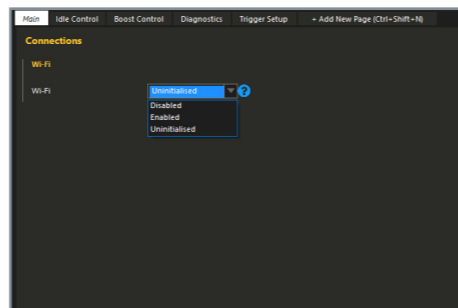 Main Idle Control Boost Control Diagnostics Trigger Setup + Add New Page (Ctrl+Shift+N)
Connections
Wi-Fi
Wi-Fi Uninitialised ?
Disabled
Enabled
Uninitialised